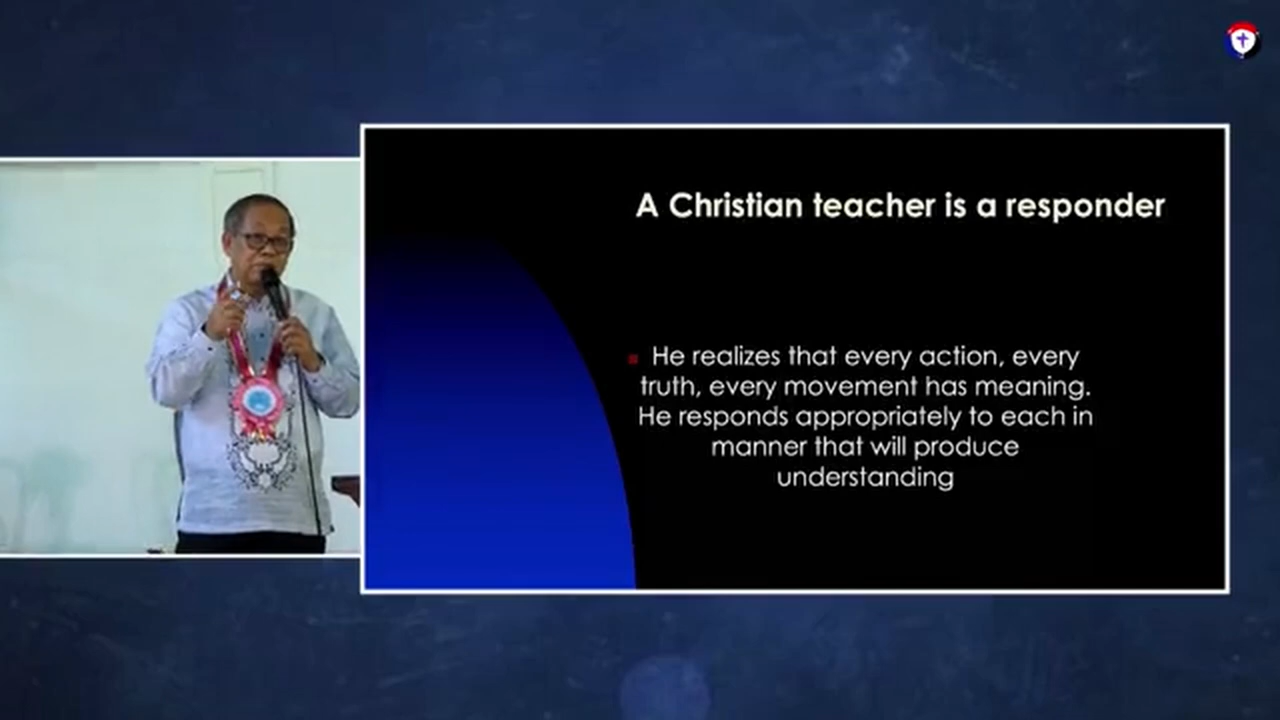 A Christian teacher is a responder
He realizes that every action, every
truth, every movement has meaning.
He responds appropriately to each in
manner that will produce
understanding